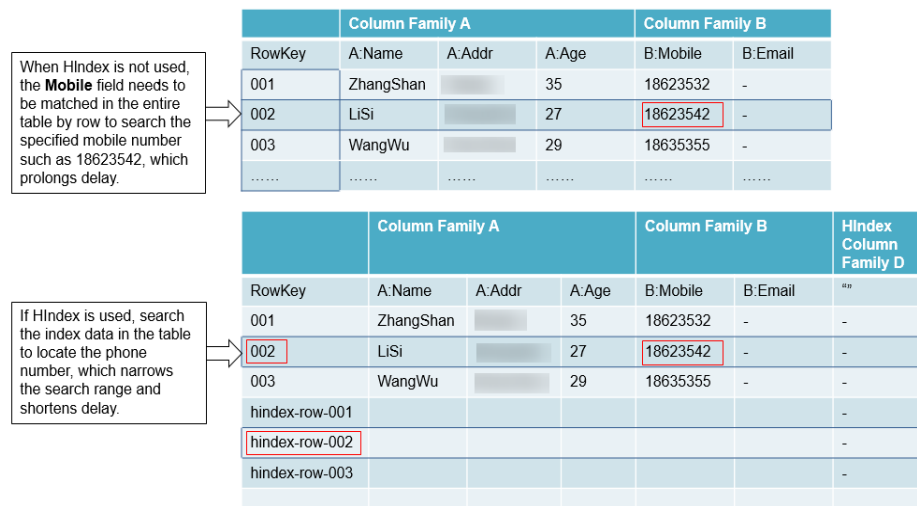 Column Family A Column Family B
RowKey A:Name A:Addr A:Age B:Mobile B:Email
When HIndex is not used,
the Mobile field needs to
be matched in the entire
table by row to search the
specified mobile number
such as 18623542, which
prolongs delay.
001 ZhangShan 35 18623532 -
002 LiSi 27 18623542 -
003 WangWu 29 18635355 -
…… …… …… …… …… ……
Column Family A Column Family B HIndex
Column
Family D
RowKey A:Name A:Addr A:Age B:Mobile B:Email “”
If HIndex is used, search
the index data in the table
to locate the phone
number, which narrows
the search range and
shortens delay.
001 ZhangShan 35 18623532 - -
002 LiSi 27 18623542 - -
003 WangWu 29 18635355 - -
hindex-row-001 -
hindex-row-002 -
hindex-row-003 -